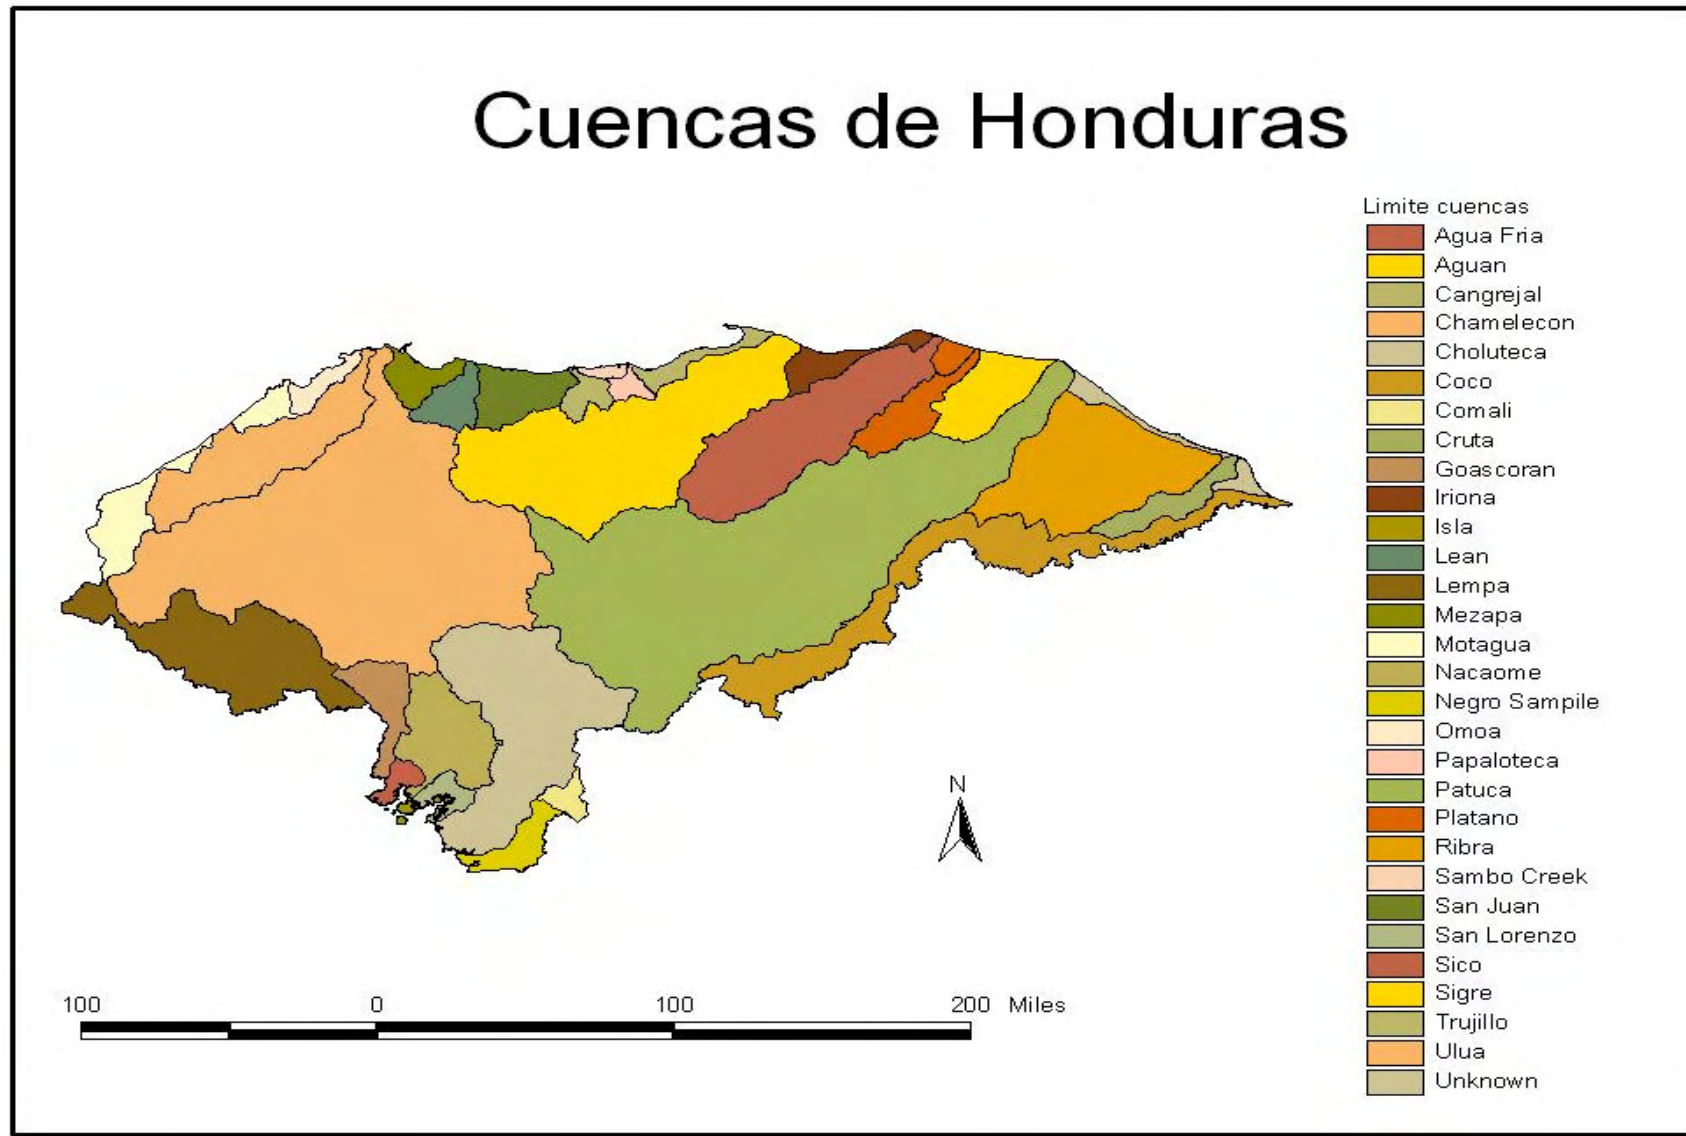 Cuencas de Honduras
Limite cuencas
Agua Fria
Aguan
Cangrejal
Chamelecon
Choluteca
Coco
Comali
Cruta
Goascoran
Iriona
Isla
Lean
Lempa
Mezapa
Motagua
Nacaome
Negro Sampile
Omoa
Papaloteca
Patuca
Platano
Ribra
Sambo Creek
San Juan
San Lorenzo
Sico
Sigre
Trujillo
Ulua
Unknown
N
100 0 100 200 Miles